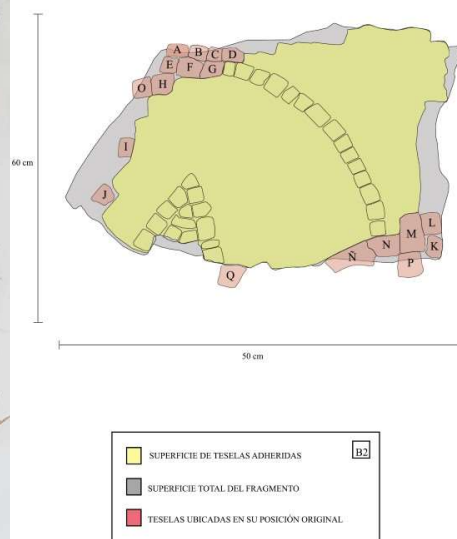 A B C D
E F G
O H
I
60 cm
J
L
M
N K
Ñ P
Q
50 cm
B2
SUPERFICIE DE TESELAS ADHERIDAS
SUPERFICIE TOTAL DEL FRAGMENTO
TESELAS UBICADAS EN SU POSICIÓN ORIGINAL